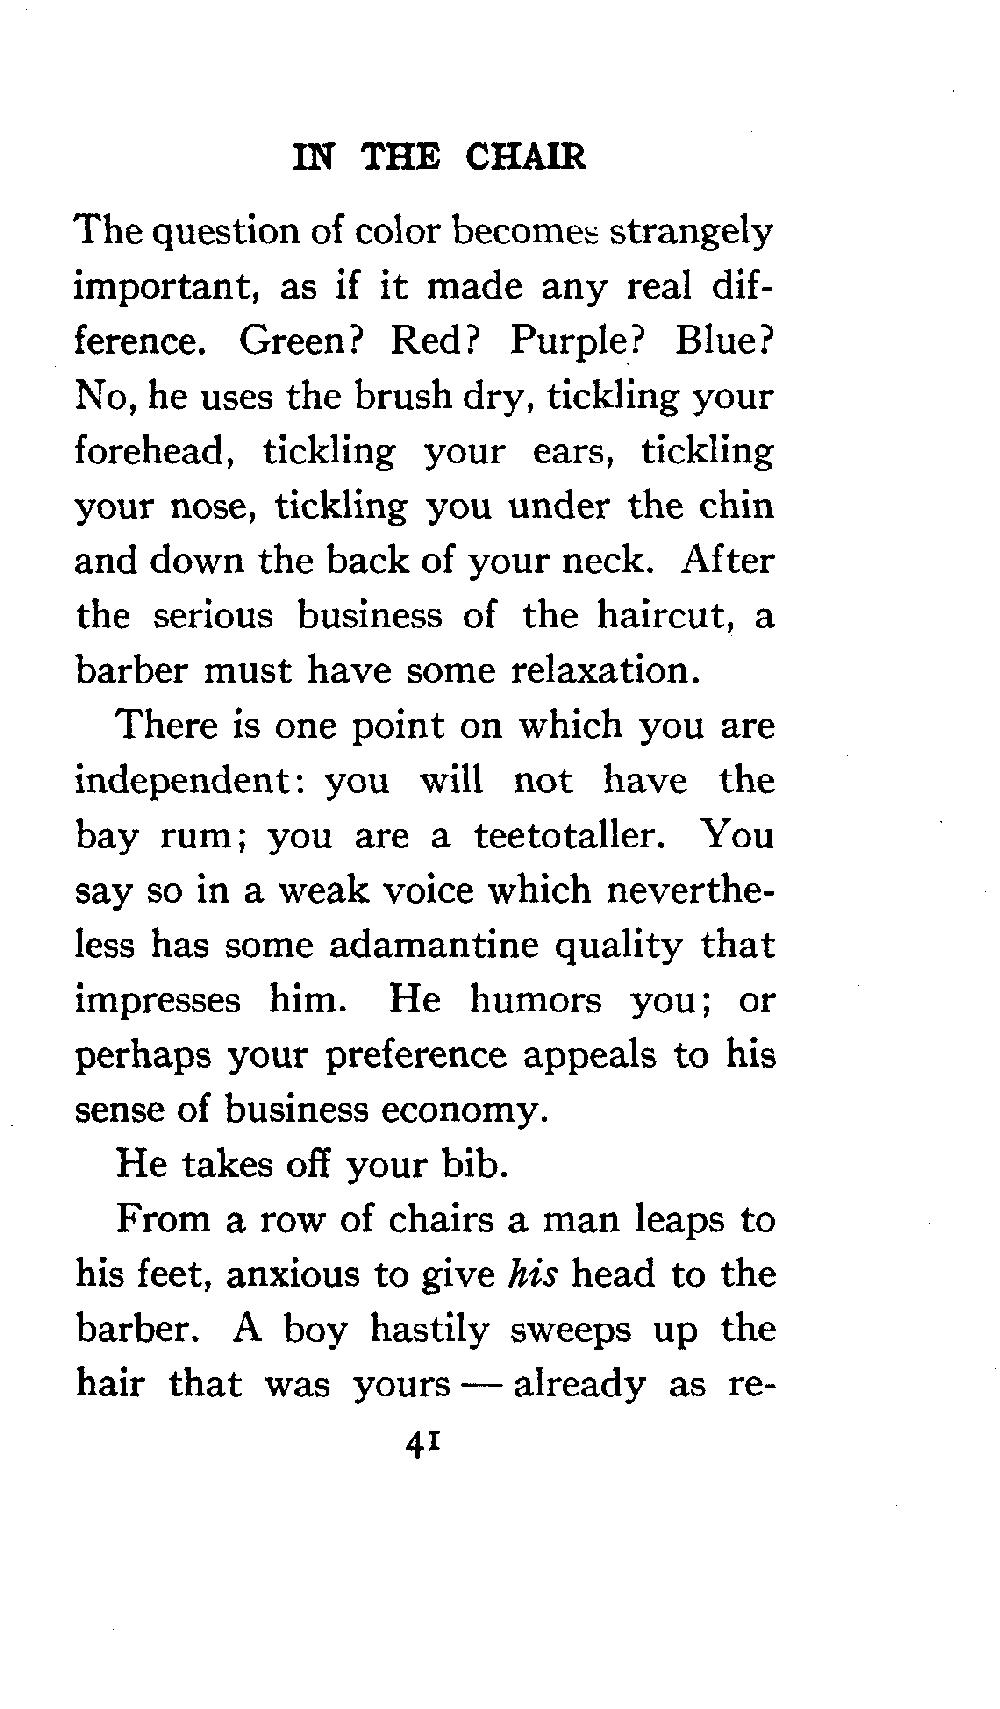 IN THE CHAIR
The question of color becomes strangely
important, as if it made any real dif-
ference. Green? Red? Purple? Blue?
No, he uses the brush dry, tickling your
forehead, tickling your ears, tickling
your nose, tickling you under the chin
and down the back of your neck. After
the serious business of the haircut, a
barber must have some relaxation.
There is one point on which you are
independent: you will not have the
bay rum; you are a teetotaller. You
say so in a weak voice which neverthe-
less has some adamantine quality that
impresses him. He humors you; or
perhaps your preference appeals to his
sense of business economy.
He takes off your bib.
From a row of chairs a man leaps to
his feet, anxious to give his head to the
barber. A boy hastily sweeps up the
hair that was yours — already as re-
41